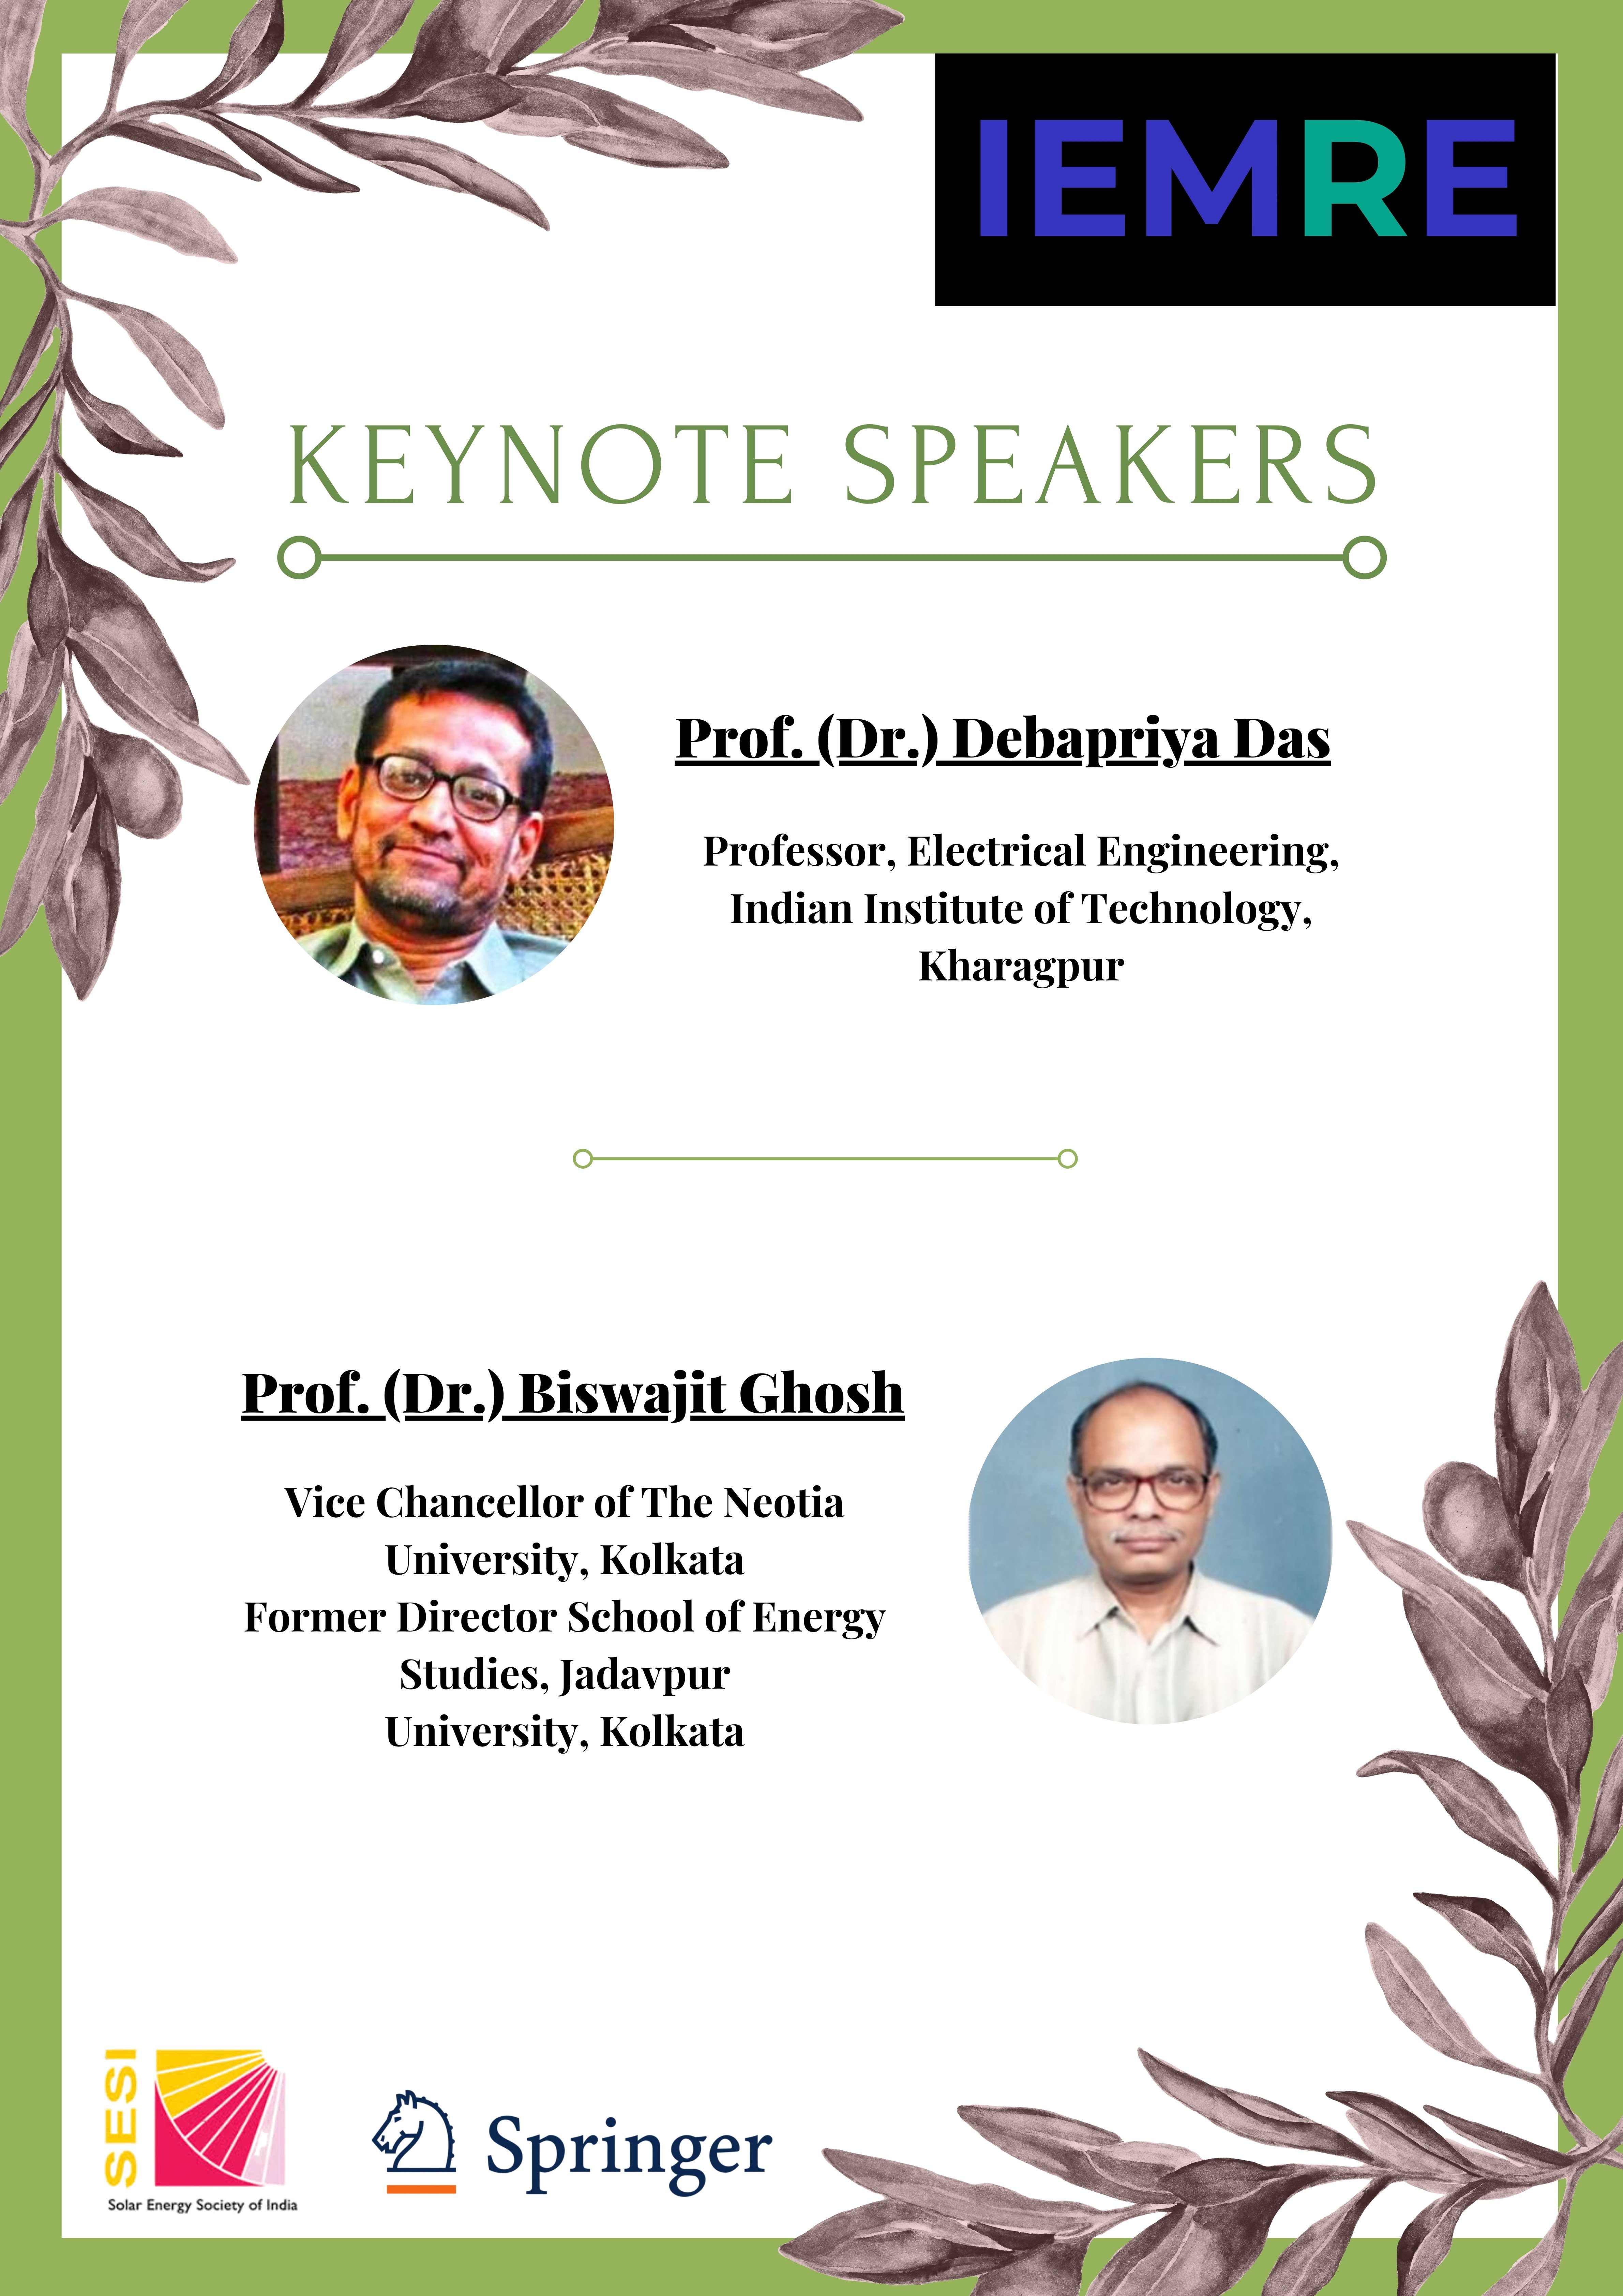 IEMRE
KEYNOTE SPEAKERS
Prof. (Dr.) Debapriya Das
Professor, Electrical Engineering,
Indian Institute of Technology,
Kharagpur
Prof. (Dr.) Biswajit Ghosh
Vice Chancellor of The Neotia
University, Kolkata
Former Director School of Energy
Studies, Jadavpur
University, Kolkata
SESI
Solar Energy Society of India
Springer